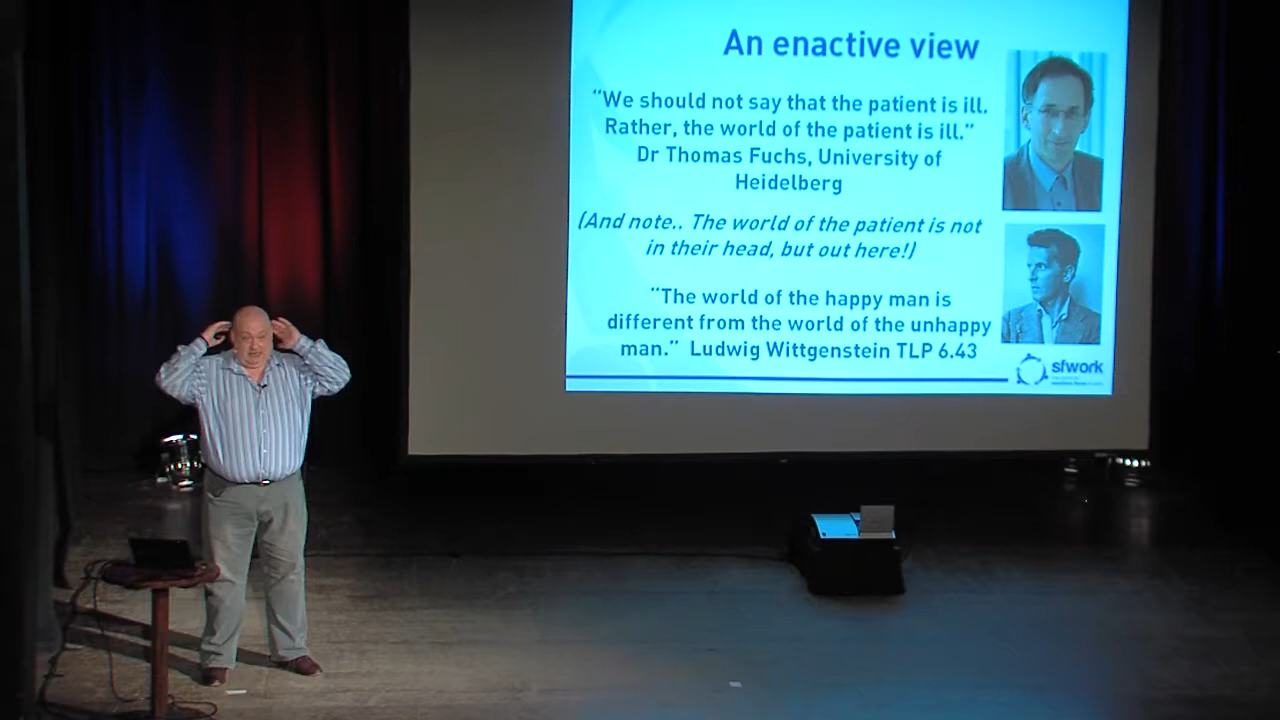 An enactive view
“We should not say that the patient is ill.
Rather, the world of the patient is ill.”
Dr Thomas Fuchs, University of
Heidelberg
(And note.. The world of the patient is not
in their head, but out here!)
“The world of the happy man is
different from the world of the unhappy
man.” Ludwig Wittgenstein TLP 6.43
sfwork